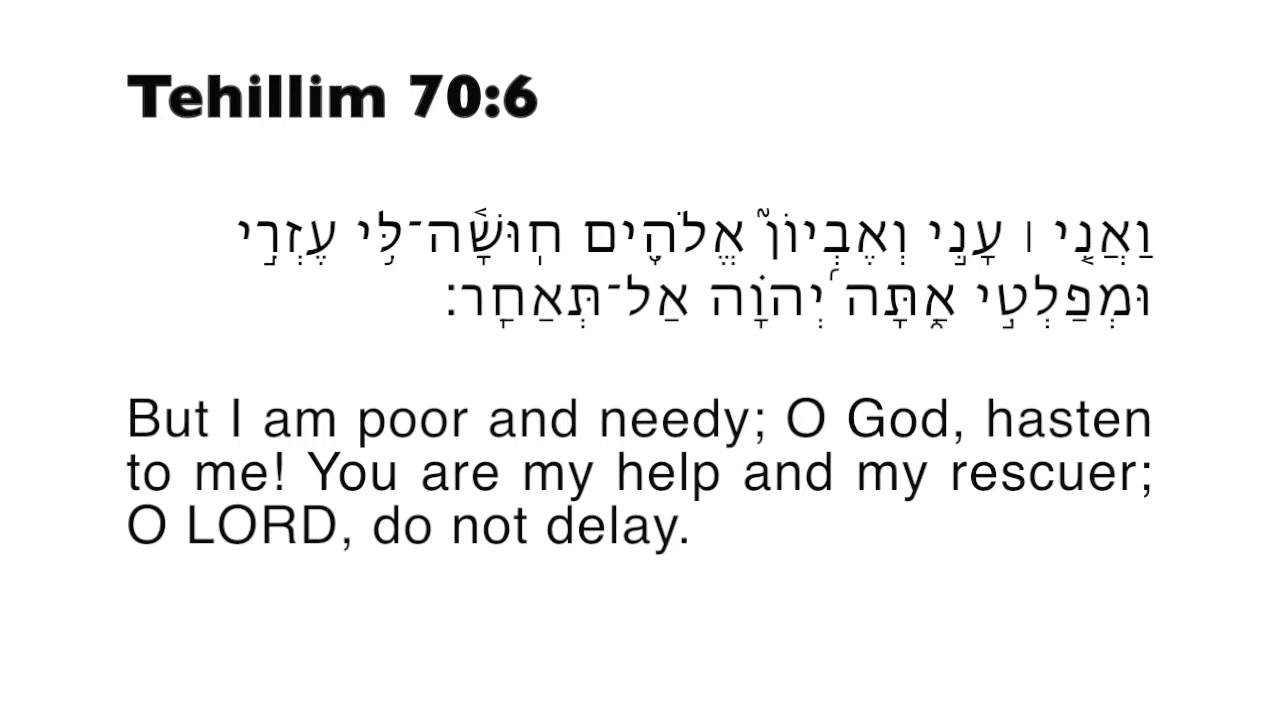 Tehillim 70:6
וַאֲנִ֤י ׀ עָנִ֣י וְאֶבְיוֹן֮ אֱלֹהִ֪ים ח֥וּשָׁ֫ה־לִּ֥י עֶזְרִ֣י
וּמְפַלְטִ֣י אַ֑תָּה יְ֝הֹוָ֗ה אַל־תְּאַחַֽר׃
But I am poor and needy; O God, hasten
to me! You are my help and my rescuer;
O LORD, do not delay.